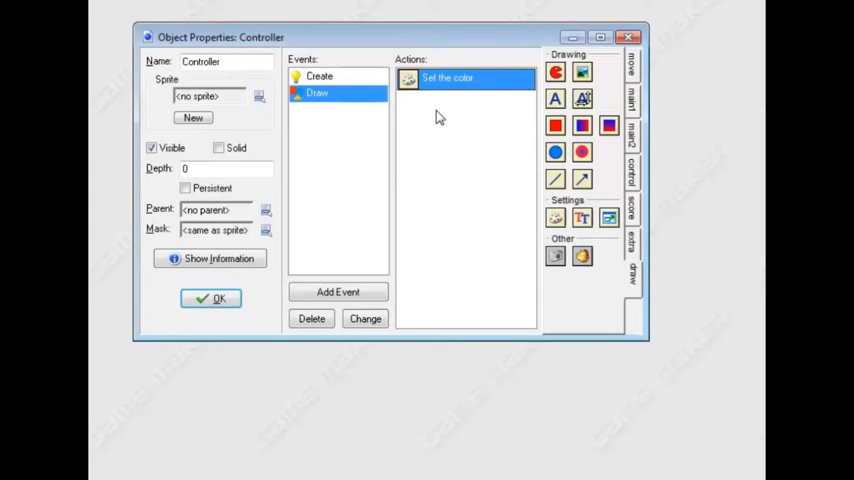 Object Properties: Controller
Name: Controller
Sprite
<no sprite>
New
Visible
Solid
Depth: 0
Persistent
Parent: <no parent>
Mask: <same as sprite>
Show Information
OK
Events:
Create
Draw
Add Event
Delete
Change
Actions:
Set the color
Drawing
A
A
Settings
TT
Other
move
main1
main2
control
score
extra
draw